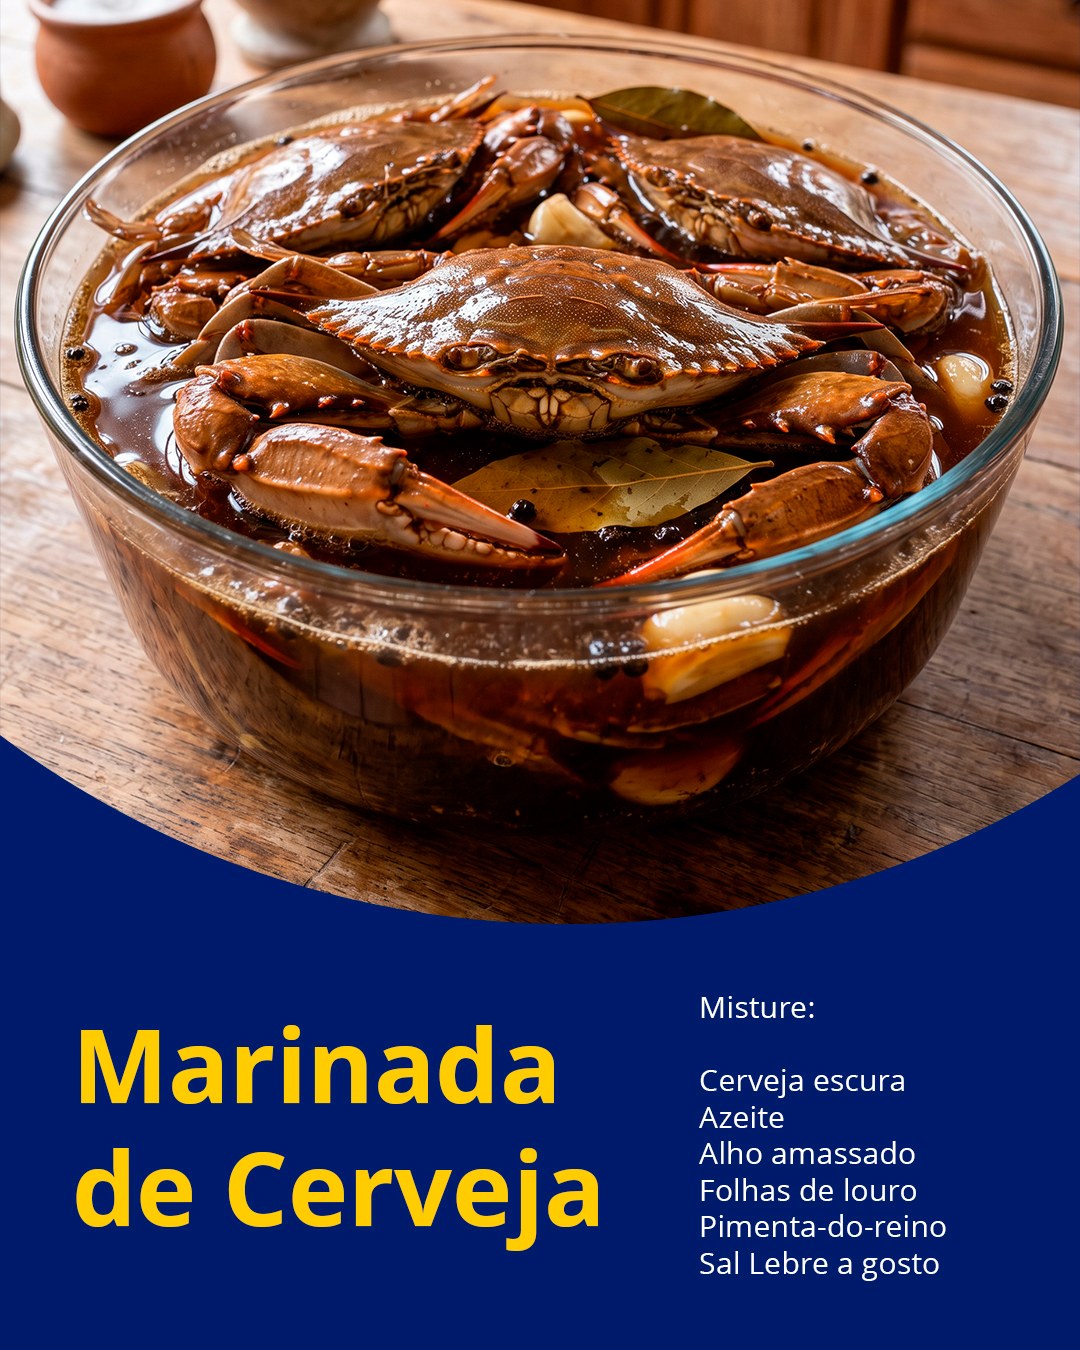 Marinada
de Cerveja
Misture:
Cerveja escura
Azeite
Alho amassado
Folhas de louro
Pimenta-do-reino
Sal Lebre a gosto